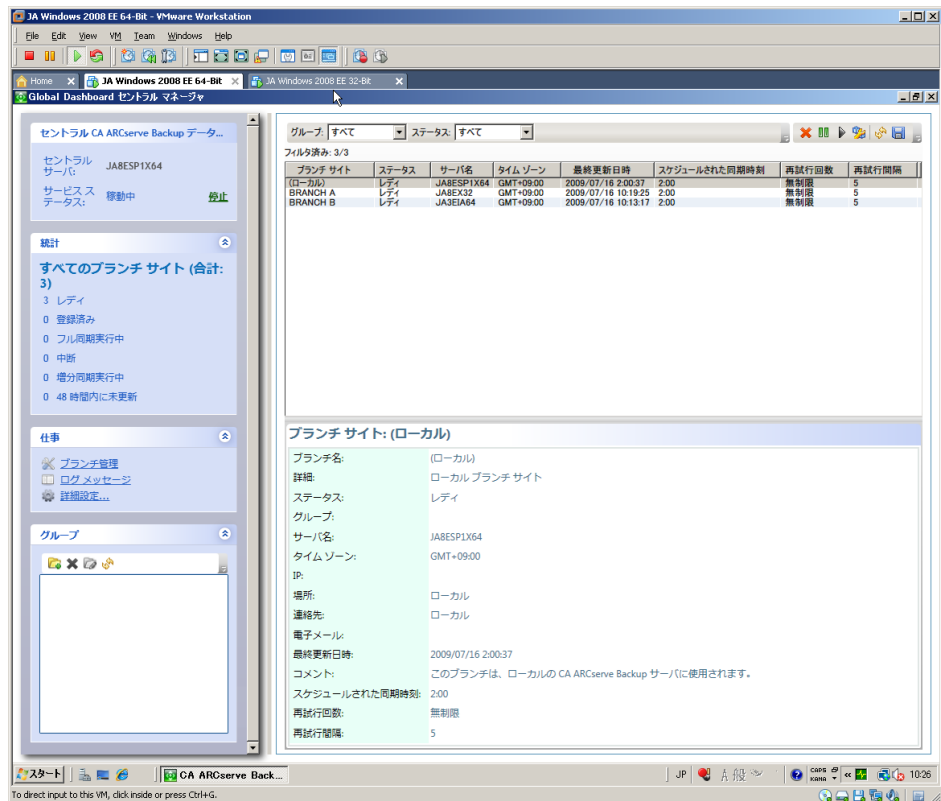 JA Windows 2008 EE 64-Bit - VMware Workstation
File Edit View VM Team Windows Help
Home JA Windows 2008 EE 64-Bit JA Windows 2008 EE 32-Bit
Global Dashboard セントラル マネージャ
セントラル CA ARCserve Backup データ...
セントラル サーバ: JA8ESP1X64
サービス ステータス: 稼動中 停止
統計
すべてのブランチ サイト (合計: 3)
3 レディ
0 登録済み
0 フル同期実行中
0 中断
0 増分同期実行中
0 48 時間内に未更新
仕事
ブランチ管理
ログ メッセージ
詳細設定...
グループ
グループ: すべて ステータス: すべて
フィルタ済み: 3/3
ブランチ サイト ステータス サーバ名 タイム ゾーン 最終更新日時 スケジュールされた同期時刻 再試行回数 再試行間隔
(ローカル) レディ JA8ESP1X64 GMT+09:00 2009/07/16 2:00:37 2:00 無制限 5
BRANCH A レディ JA8EX32 GMT+09:00 2009/07/16 10:19:25 2:00 無制限 5
BRANCH B レディ JA3EIA64 GMT+09:00 2009/07/16 10:13:17 2:00 無制限 5
ブランチ サイト: (ローカル)
ブランチ名: (ローカル)
詳細: ローカル ブランチ サイト
ステータス: レディ
グループ:
サーバ名: JA8ESP1X64
タイム ゾーン: GMT+09:00
IP:
場所: ローカル
連絡先: ローカル
電子メール:
最終更新日時: 2009/07/16 2:00:37
コメント: このブランチは、ローカルの CA ARCserve Backup サーバに使用されます。
スケジュールされた同期時刻: 2:00
再試行回数: 無制限
再試行間隔: 5
スタート CA ARCserve Back... JP A 般 CAPS KANA 10:26
To direct input to this VM, click inside or press Ctrl+G.